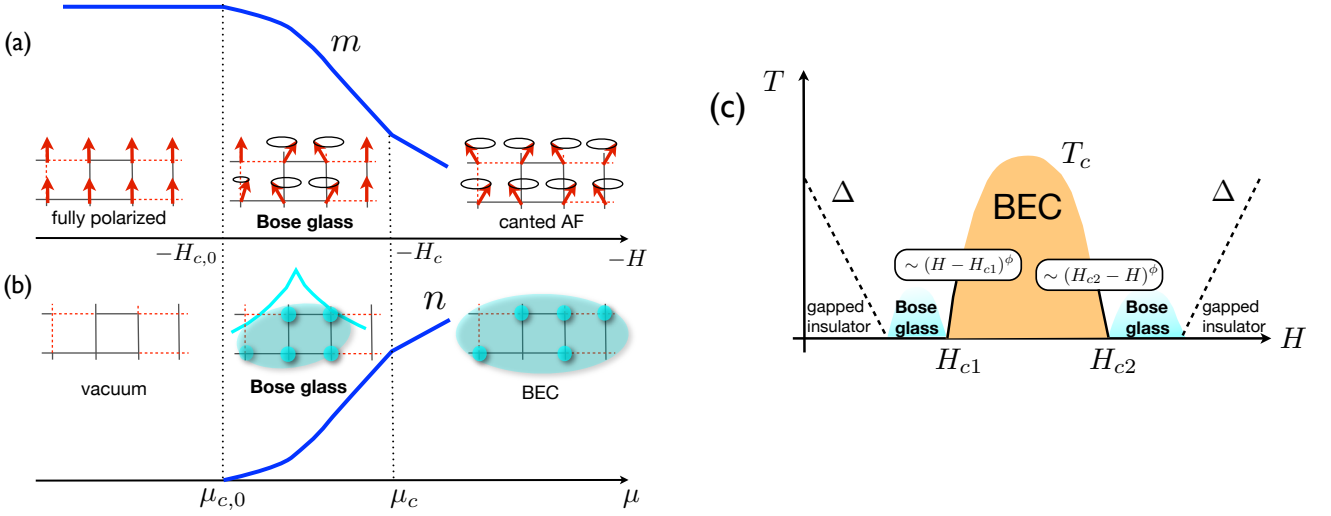 (a)
m
fully polarized
Bose glass
canted AF
−H_{c,0}
−H_c
−H
(b)
n
vacuum
Bose glass
BEC
μ_{c,0}
μ_c
μ
(c)
T
T_c
Δ
BEC
Δ
∼ (H − H_{c1})^ϕ
∼ (H_{c2} − H)^ϕ
gapped
insulator
Bose
glass
Bose
glass
gapped
insulator
H_{c1}
H_{c2}
H